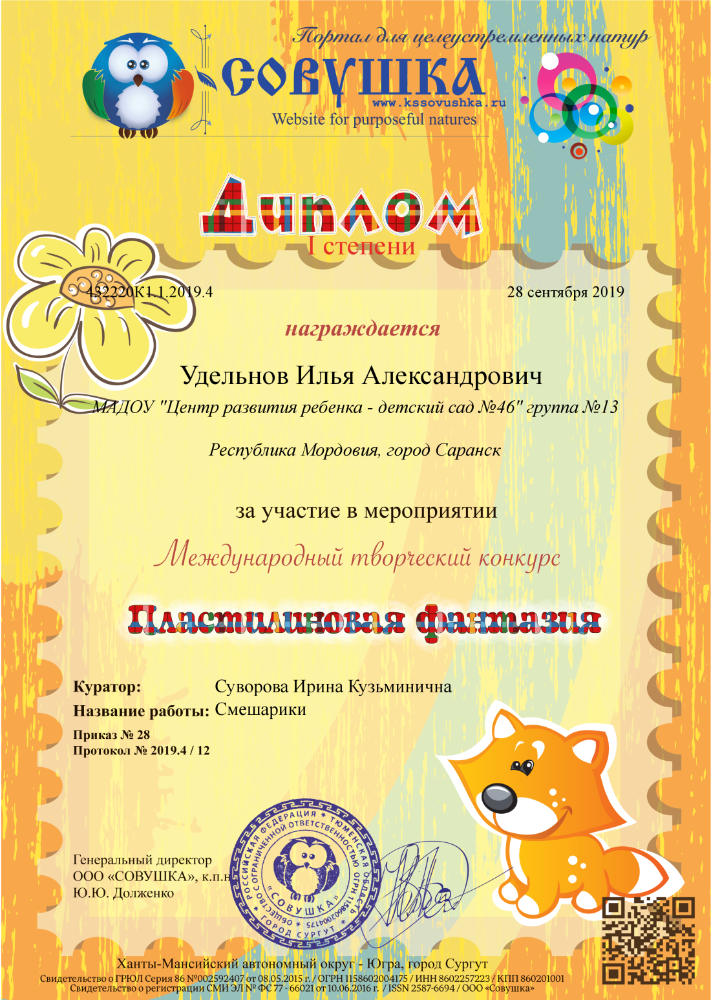 Портал для целеустремленных натур
СОВУШКА
www.kssovushka.ru
Website for purposeful natures
Диплом
I степени
432220К1.1.2019.4
28 сентября 2019
награждается
Удельнов Илья Александрович
МАДОУ "Центр развития ребенка - детский сад №46" группа №13
Республика Мордовия, город Саранск
за участие в мероприятии
Международный творческий конкурс
Пластилиновая фантазия
Куратор: Суворова Ирина Кузьминична
Название работы: Смешарики
Приказ № 28
Протокол № 2019.4 / 12
Генеральный директор
ООО «СОВУШКА», к.п.н
Ю.Ю. Долженко
РОССИЙСКАЯ ФЕДЕРАЦИЯ * ТЮМЕНСКАЯ ОБЛАСТЬ * ГОРОД СУРГУТ *
ОБЩЕСТВО С ОГРАНИЧЕННОЙ ОТВЕТСТВЕННОСТЬЮ ОГРН 1158602004175 *
«СОВУШКА»
Ханты-Мансийский автономный округ - Югра, город Сургут
Свидетельство о ГРЮЛ Серия 86 №002592407 от 08.05.2015 г. / ОГРН 1158602004175 / ИНН 8602257223 / КПП 860201001
Свидетельство о регистрации СМИ ЭЛ № ФС 77 - 66021 от 10.06.2016 г. / ISSN 2587-6694 / ООО «Совушка»